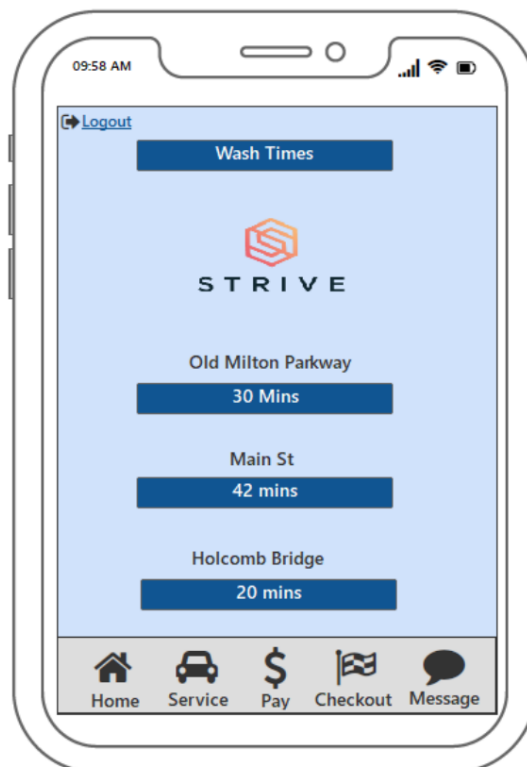 09:58 AM
Logout
Wash Times
STRIVE
Old Milton Parkway
30 Mins
Main St
42 mins
Holcomb Bridge
20 mins
Home Service Pay Checkout Message